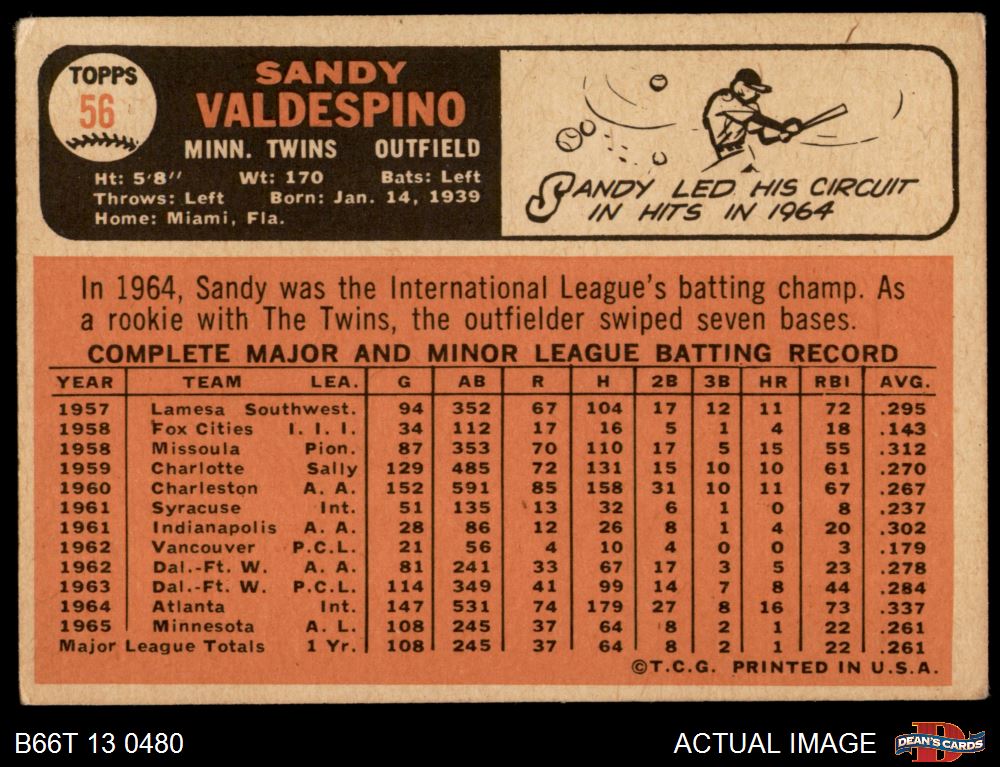 TOPPS
56
SANDY
VALDESPINO
MINN. TWINS OUTFIELD
Ht: 5'8" Wt: 170 Bats: Left
Throws: Left Born: Jan. 14, 1939
Home: Miami, Fla.
SANDY LED HIS CIRCUIT
IN HITS IN 1964
In 1964, Sandy was the International League's batting champ. As
a rookie with The Twins, the outfielder swiped seven bases.
COMPLETE MAJOR AND MINOR LEAGUE BATTING RECORD
YEAR TEAM LEA. G AB R H 2B 3B HR RBI AVG.
1957 Lamesa Southwest. 94 352 67 104 17 12 11 72 .295
1958 Fox Cities I. I. I. 34 112 17 16 5 1 4 18 .143
1958 Missoula Pion. 87 353 70 110 17 5 15 55 .312
1959 Charlotte Sally 129 485 72 131 15 10 10 61 .270
1960 Charleston A. A. 152 591 85 158 31 10 11 67 .267
1961 Syracuse Int. 51 135 13 32 6 1 0 8 .237
1961 Indianapolis A. A. 28 86 12 26 8 1 4 20 .302
1962 Vancouver P.C.L. 21 56 4 10 4 0 0 3 .179
1962 Dal.-Ft. W. A. A. 81 241 33 67 17 3 5 23 .278
1963 Dal.-Ft. W. P.C.L. 114 349 41 99 14 7 8 44 .284
1964 Atlanta Int. 147 531 74 179 27 8 16 73 .337
1965 Minnesota A. L. 108 245 37 64 8 2 1 22 .261
Major League Totals 1 Yr. 108 245 37 64 8 2 1 22 .261
©T.C.G. PRINTED IN U.S.A.
B66T 13 0480
ACTUAL IMAGE
D
DEAN'S CARDS